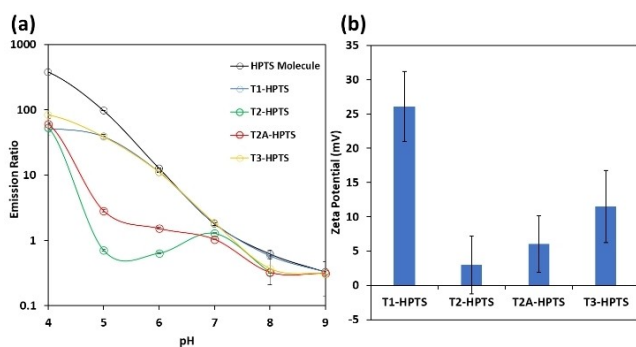 (a)
1000
100
10
1
0.1
Emission Ratio
4 5 6 7 8 9
pH
HPTS Molecule
T1-HPTS
T2-HPTS
T2A-HPTS
T3-HPTS
(b)
35
30
25
20
15
10
5
0
-5
Zeta Potential (mV)
T1-HPTS T2-HPTS T2A-HPTS T3-HPTS